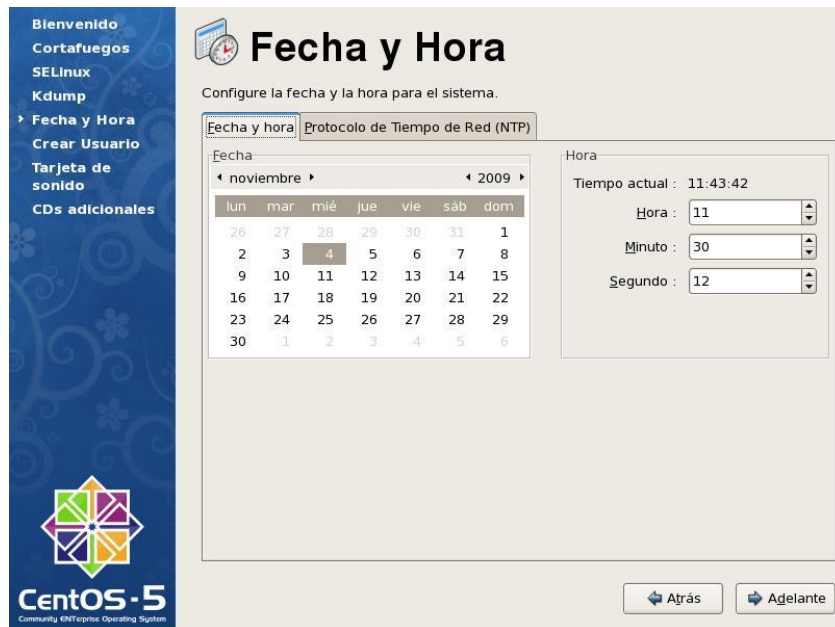 Bienvenido
Cortafuegos
SELinux
Kdump
Fecha y Hora
Crear Usuario
Tarjeta de
sonido
CDs adicionales
Fecha y Hora
Configure la fecha y la hora para el sistema.
Fecha y hora Protocolo de Tiempo de Red (NTP)
Fecha
noviembre 2009
lun mar mié jue vie sáb dom
26 27 28 29 30 31 1
2 3 4 5 6 7 8
9 10 11 12 13 14 15
16 17 18 19 20 21 22
23 24 25 26 27 28 29
30 1 2 3 4 5 6
Hora
Tiempo actual : 11:43:42
Hora : 11
Minuto : 30
Segundo : 12
CentOS-5
Community ENTerprise Operating System
Atrás Adelante